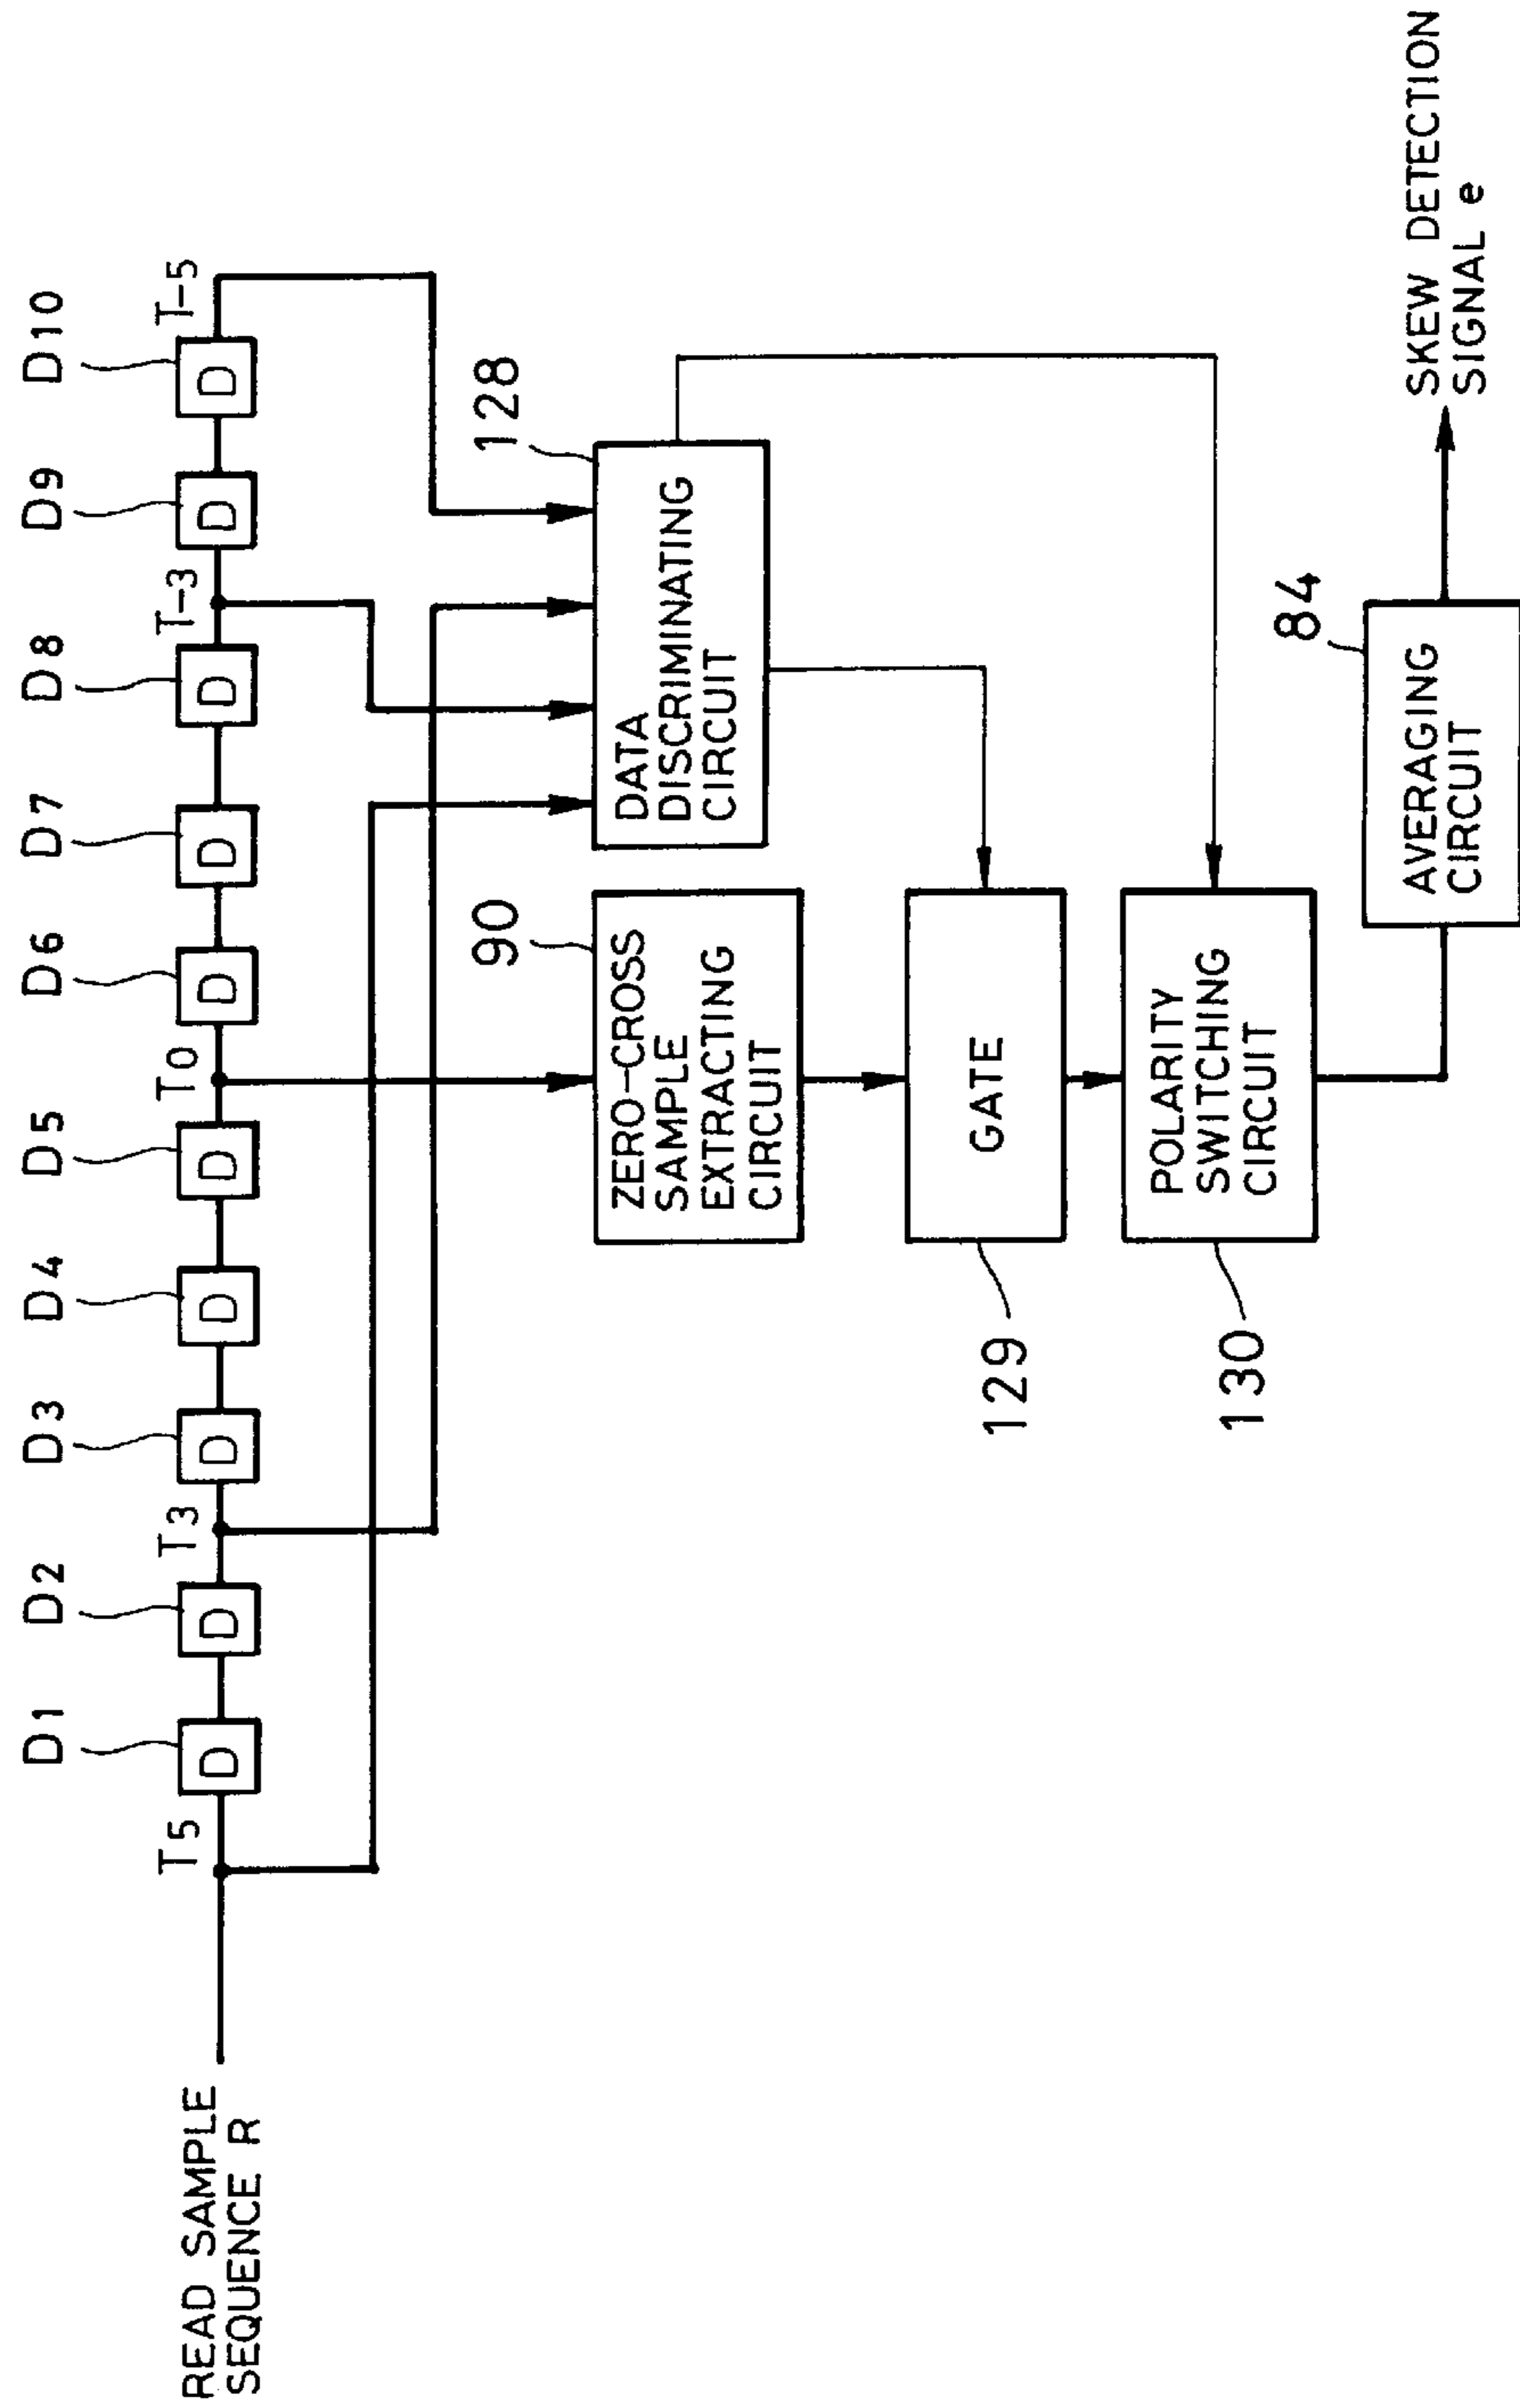 D1
D2
D3
D4
D5
D6
D7
D8
D9
D10
T5
T3
T0
T-3
T-5
D
D
D
D
D
D
D
D
D
D
READ SAMPLE
SEQUENCE R
90
ZERO-CROSS
SAMPLE
EXTRACTING
CIRCUIT
128
DATA
DISCRIMINATING
CIRCUIT
129
GATE
130
POLARITY
SWITCHING
CIRCUIT
84
AVERAGING
CIRCUIT
SKEW DETECTION
SIGNAL e